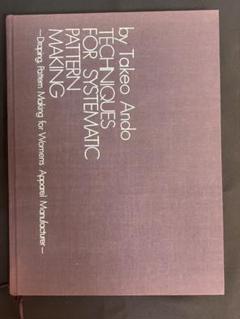 by Takeo Ando
TECHNIQUES
FOR SYSTEMATIC
PATTERN
MAKING
—Draping, Pattern Making for Women's Apparel Manufacturer—